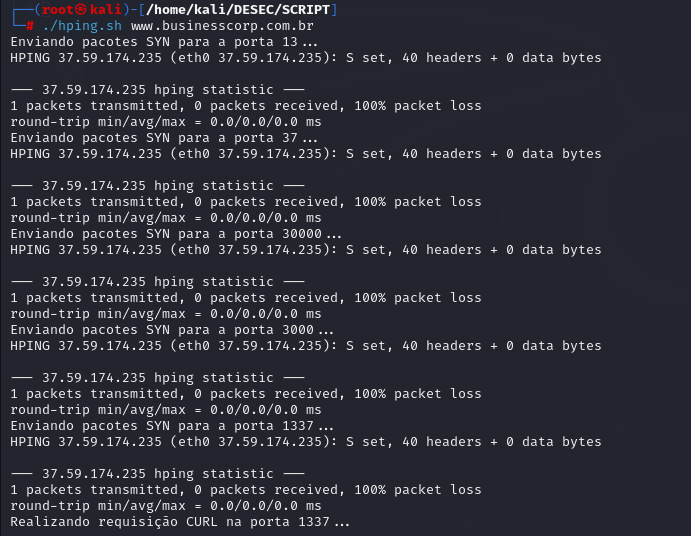 ┌──(root㉿kali)-[/home/kali/DESEC/SCRIPT]
└─# ./hping.sh www.businesscorp.com.br
Enviando pacotes SYN para a porta 13...
HPING 37.59.174.235 (eth0 37.59.174.235): S set, 40 headers + 0 data bytes

--- 37.59.174.235 hping statistic ---
1 packets transmitted, 0 packets received, 100% packet loss
round-trip min/avg/max = 0.0/0.0/0.0 ms
Enviando pacotes SYN para a porta 37...
HPING 37.59.174.235 (eth0 37.59.174.235): S set, 40 headers + 0 data bytes

--- 37.59.174.235 hping statistic ---
1 packets transmitted, 0 packets received, 100% packet loss
round-trip min/avg/max = 0.0/0.0/0.0 ms
Enviando pacotes SYN para a porta 30000...
HPING 37.59.174.235 (eth0 37.59.174.235): S set, 40 headers + 0 data bytes

--- 37.59.174.235 hping statistic ---
1 packets transmitted, 0 packets received, 100% packet loss
round-trip min/avg/max = 0.0/0.0/0.0 ms
Enviando pacotes SYN para a porta 3000...
HPING 37.59.174.235 (eth0 37.59.174.235): S set, 40 headers + 0 data bytes

--- 37.59.174.235 hping statistic ---
1 packets transmitted, 0 packets received, 100% packet loss
round-trip min/avg/max = 0.0/0.0/0.0 ms
Enviando pacotes SYN para a porta 1337...
HPING 37.59.174.235 (eth0 37.59.174.235): S set, 40 headers + 0 data bytes

--- 37.59.174.235 hping statistic ---
1 packets transmitted, 0 packets received, 100% packet loss
round-trip min/avg/max = 0.0/0.0/0.0 ms
Realizando requisição CURL na porta 1337...